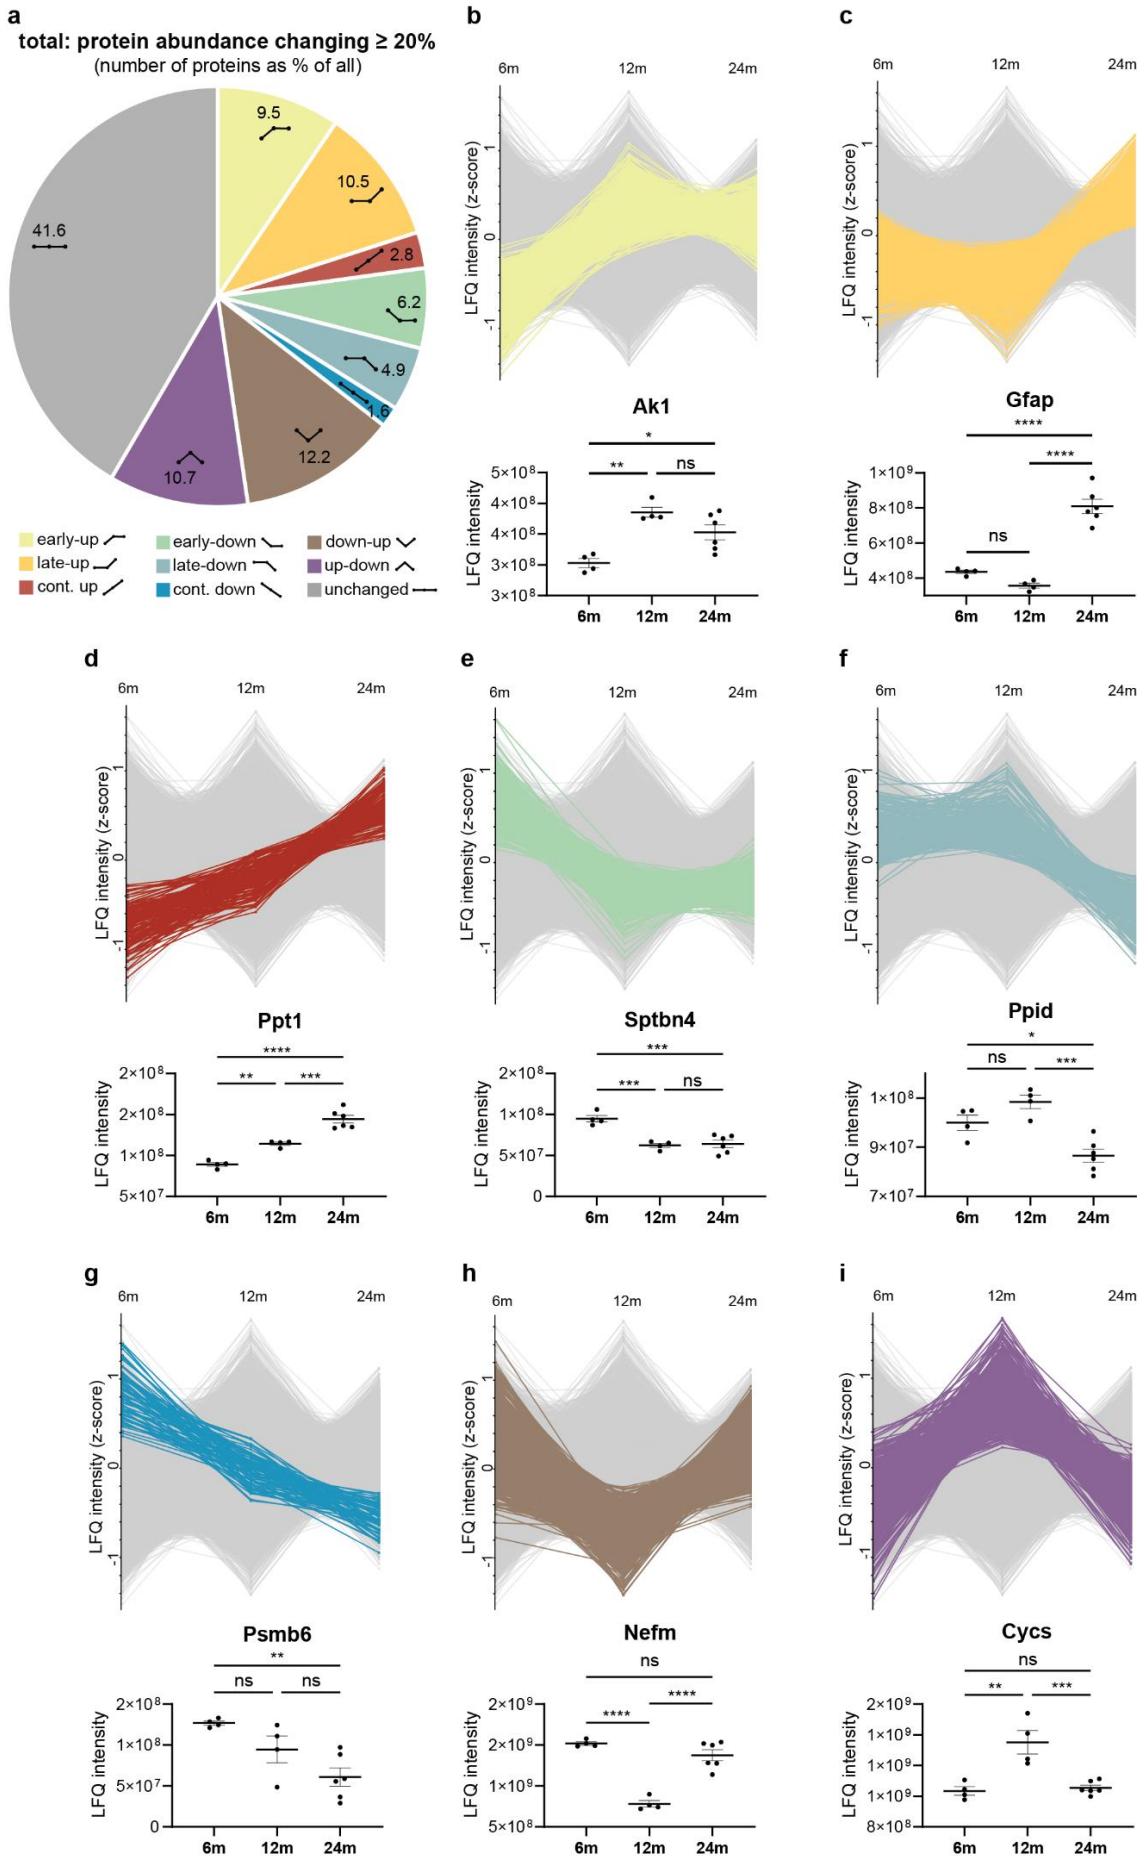 a
total: protein abundance changing ≥ 20%
(number of proteins as % of all)
9.5
10.5
2.8
6.2
4.9
1.6
12.2
10.7
41.6
early-up
early-down
down-up
late-up
late-down
up-down
cont. up
cont. down
unchanged
b
6m 12m 24m
LFQ intensity (z-score)
1
0
-1
Ak1
*
** ns
LFQ intensity
5×10⁸
4×10⁸
4×10⁸
3×10⁸
3×10⁸
6m 12m 24m
c
6m 12m 24m
LFQ intensity (z-score)
1
0
-1
Gfap
****
****
ns
LFQ intensity
1×10⁹
8×10⁸
6×10⁸
4×10⁸
6m 12m 24m
d
6m 12m 24m
LFQ intensity (z-score)
1
0
-1
Ppt1
****
** ***
LFQ intensity
2×10⁸
2×10⁸
1×10⁸
5×10⁷
6m 12m 24m
e
6m 12m 24m
LFQ intensity (z-score)
1
0
-1
Sptbn4
***
*** ns
LFQ intensity
2×10⁸
1×10⁸
5×10⁷
0
6m 12m 24m
f
6m 12m 24m
LFQ intensity (z-score)
1
0
-1
Ppid
*
ns ***
LFQ intensity
1×10⁸
9×10⁷
7×10⁷
6m 12m 24m
g
6m 12m 24m
LFQ intensity (z-score)
1
0
-1
Psmb6
**
ns ns
LFQ intensity
2×10⁸
1×10⁸
5×10⁷
0
6m 12m 24m
h
6m 12m 24m
LFQ intensity (z-score)
1
0
-1
Nefm
ns
****
****
LFQ intensity
2×10⁹
2×10⁹
1×10⁹
5×10⁸
6m 12m 24m
i
6m 12m 24m
LFQ intensity (z-score)
1
0
-1
Cycs
ns
** ***
LFQ intensity
2×10⁹
1×10⁹
1×10⁹
1×10⁹
8×10⁸
6m 12m 24m